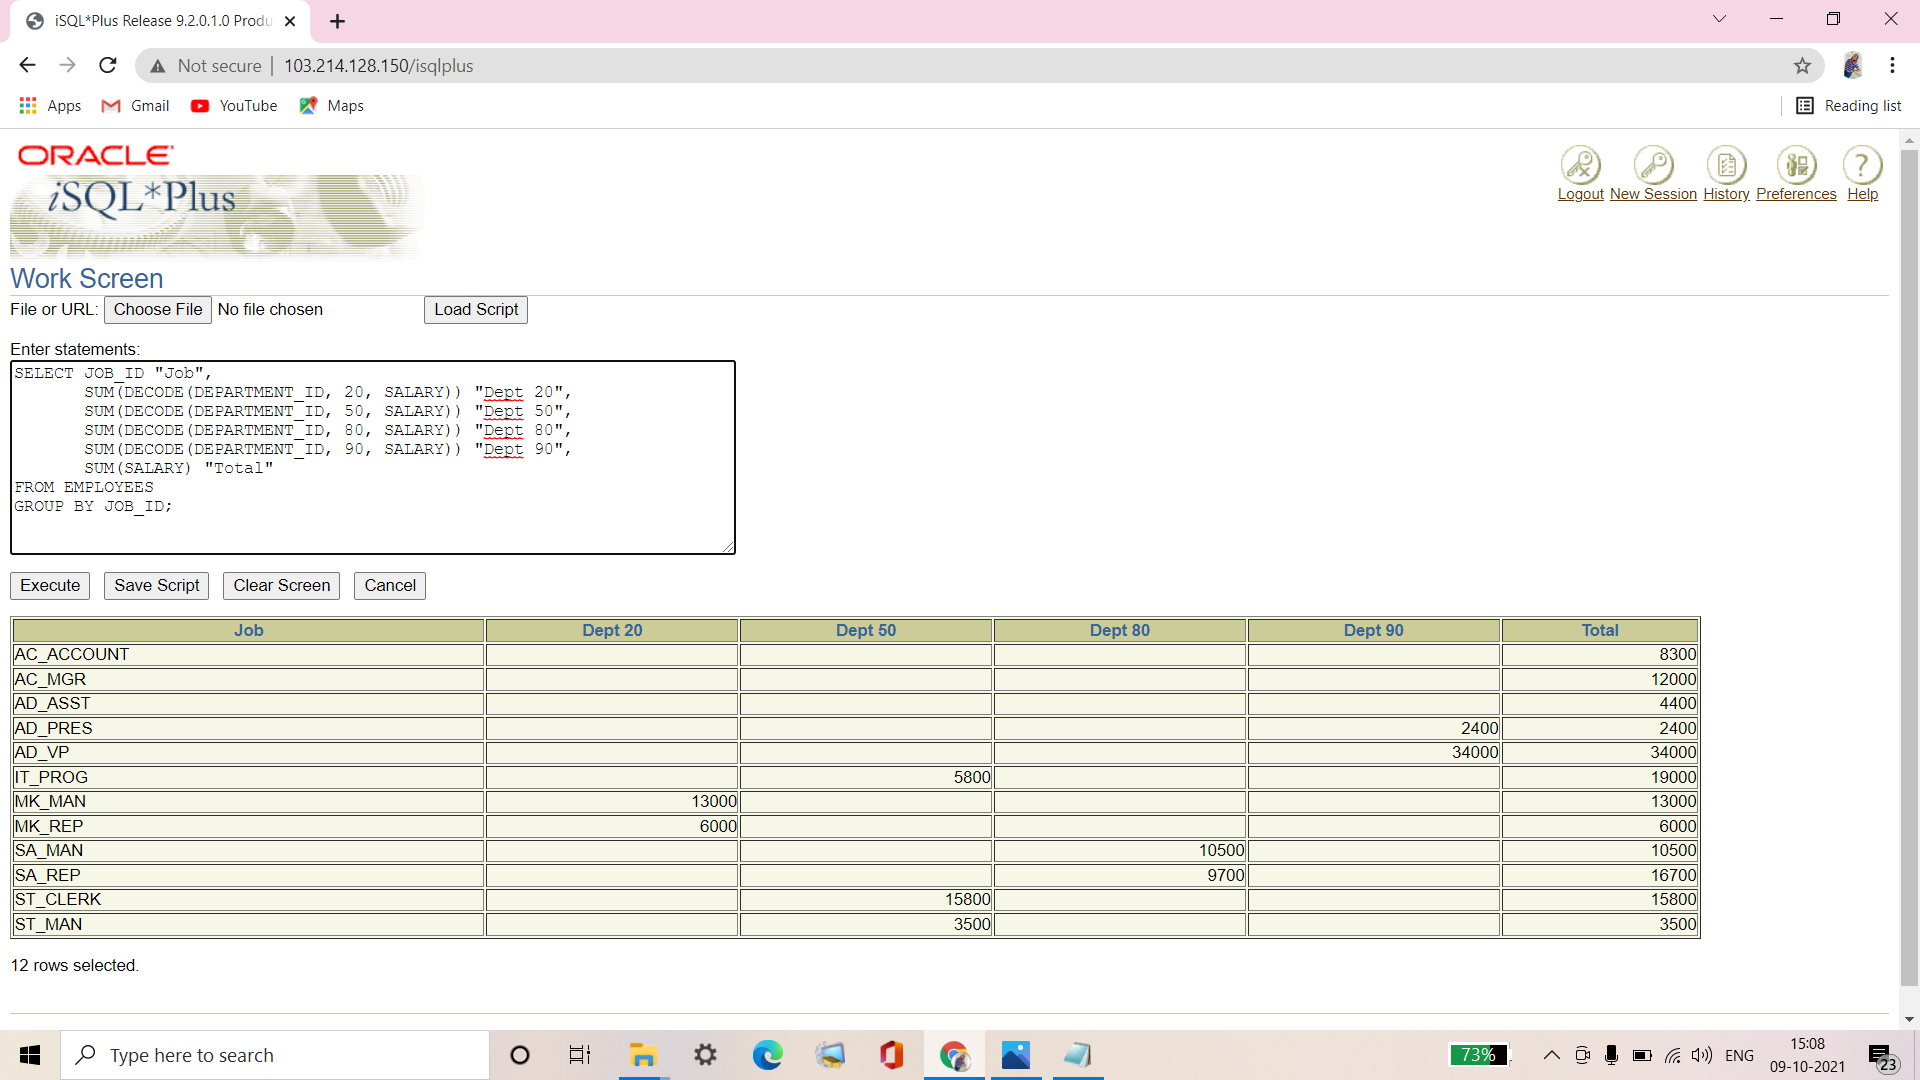 iSQL*Plus Release 9.2.0.1.0 Produ
Not secure | 103.214.128.150/isqlplus
Apps Gmail YouTube Maps Reading list
ORACLE
iSQL*Plus
Logout New Session History Preferences Help
Work Screen
File or URL: Choose File No file chosen Load Script
Enter statements:
SELECT JOB_ID "Job",
SUM(DECODE(DEPARTMENT_ID, 20, SALARY)) "Dept 20",
SUM(DECODE(DEPARTMENT_ID, 50, SALARY)) "Dept 50",
SUM(DECODE(DEPARTMENT_ID, 80, SALARY)) "Dept 80",
SUM(DECODE(DEPARTMENT_ID, 90, SALARY)) "Dept 90",
SUM(SALARY) "Total"
FROM EMPLOYEES
GROUP BY JOB_ID;
Execute Save Script Clear Screen Cancel
Job Dept 20 Dept 50 Dept 80 Dept 90 Total
AC_ACCOUNT 8300
AC_MGR 12000
AD_ASST 4400
AD_PRES 2400 2400
AD_VP 34000 34000
IT_PROG 5800 19000
MK_MAN 13000 13000
MK_REP 6000 6000
SA_MAN 10500 10500
SA_REP 9700 16700
ST_CLERK 15800 15800
ST_MAN 3500 3500
12 rows selected.
Type here to search
73%
ENG
15:08
09-10-2021
23